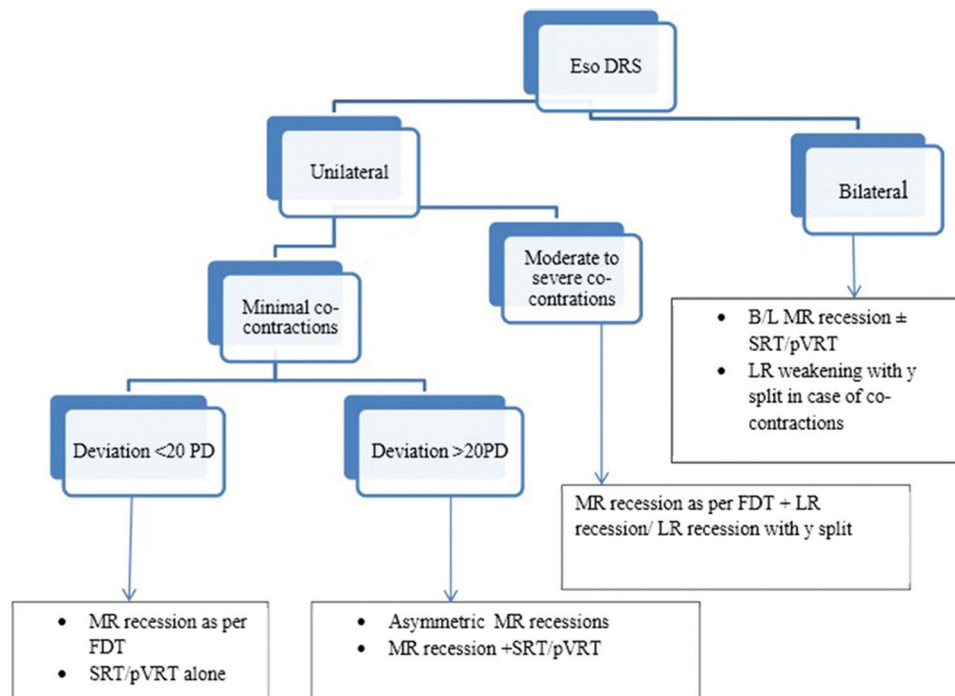 Eso DRS
Unilateral
Bilateral
Minimal co-
contractions
Moderate to
severe co-
contrations
Deviation <20 PD
Deviation >20PD
• B/L MR recession ±
SRT/pVRT
• LR weakening with y
split in case of co-
contractions
MR recession as per FDT + LR
recession/ LR recession with y split
• MR recession as per
FDT
• SRT/pVRT alone
• Asymmetric MR recessions
• MR recession +SRT/pVRT